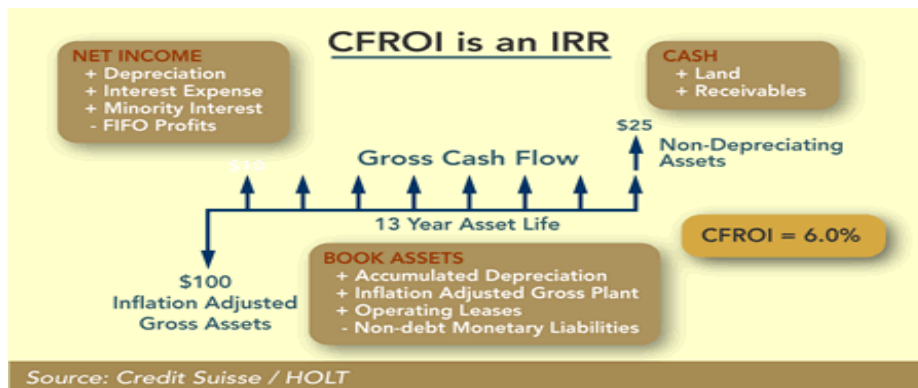 CFROI is an IRR
NET INCOME
+ Depreciation
+ Interest Expense
+ Minority Interest
- FIFO Profits
CASH
+ Land
+ Receivables
$25
Non-Depreciating
Assets
Gross Cash Flow
13 Year Asset Life
CFROI = 6.0%
$100
Inflation Adjusted
Gross Assets
BOOK ASSETS
+ Accumulated Depreciation
+ Inflation Adjusted Gross Plant
+ Operating Leases
- Non-debt Monetary Liabilities
Source: Credit Suisse / HOLT